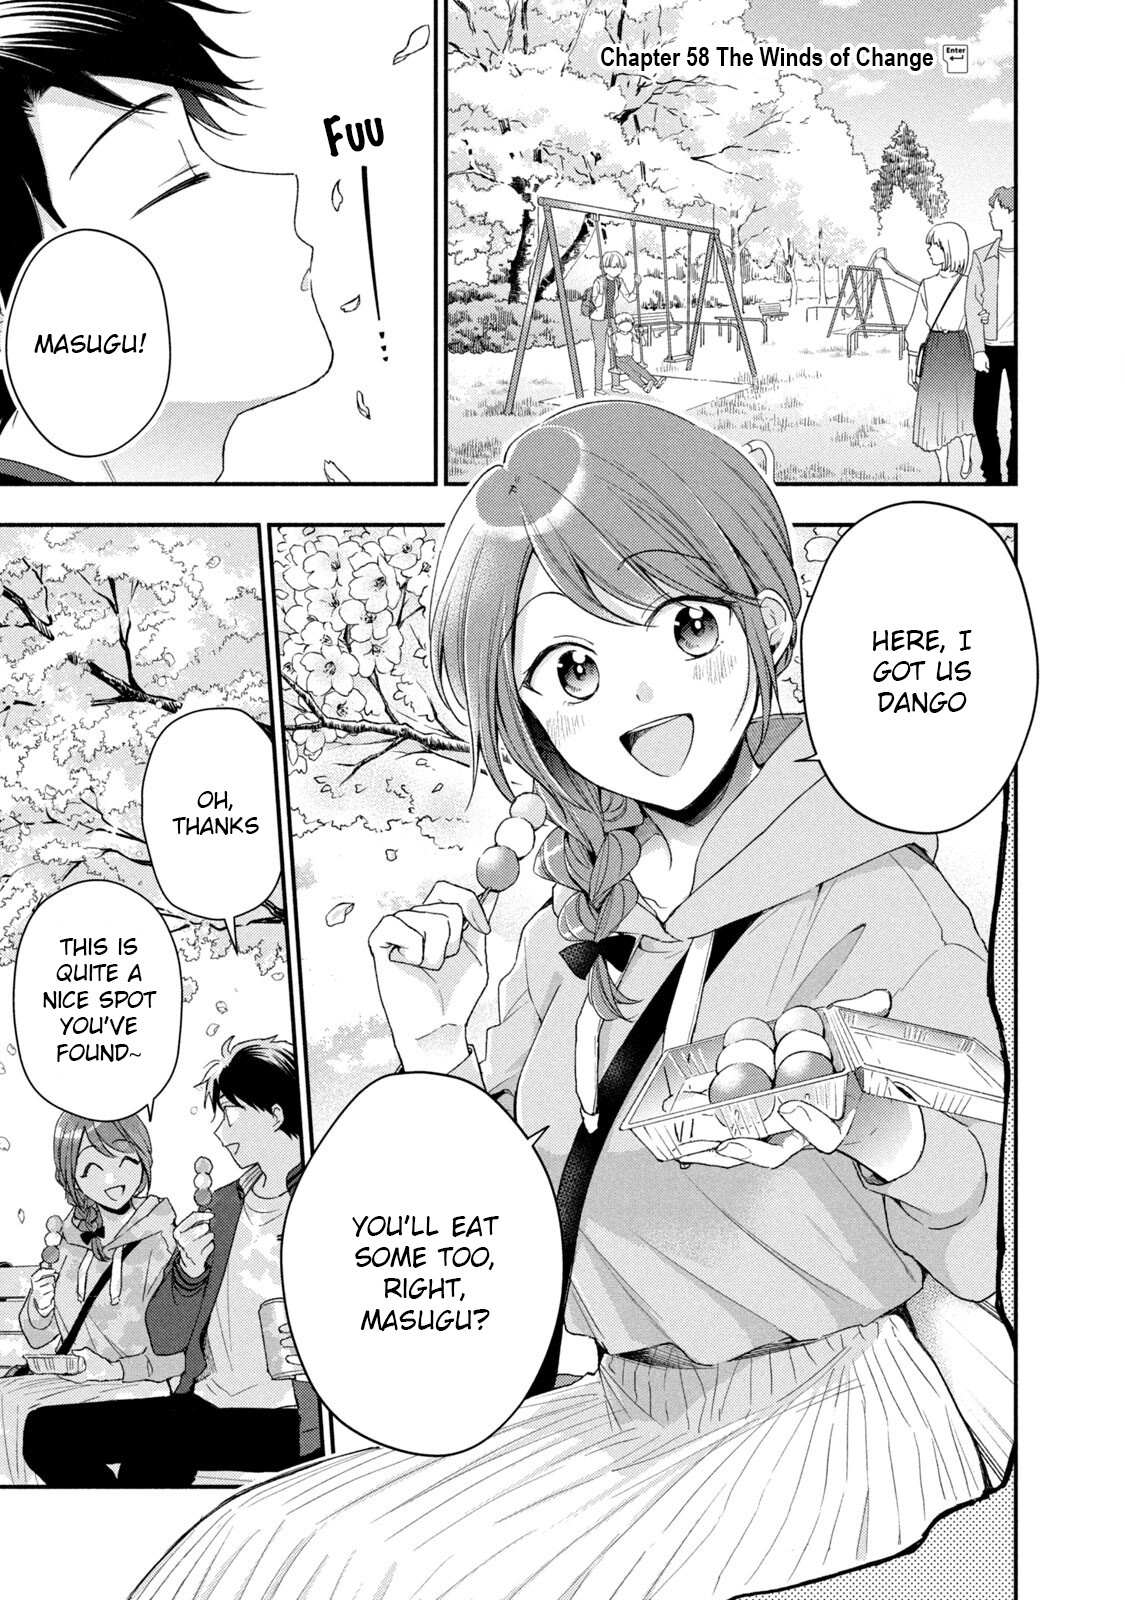 Chapter 58 The Winds of Change
Enter
Fuu
MASUGU!
HERE, I
GOT US
DANGO
YOU'LL EAT
SOME TOO,
RIGHT,
MASUGU?
OH,
THANKS
THIS IS
QUITE A
NICE SPOT
YOU'VE
FOUND~